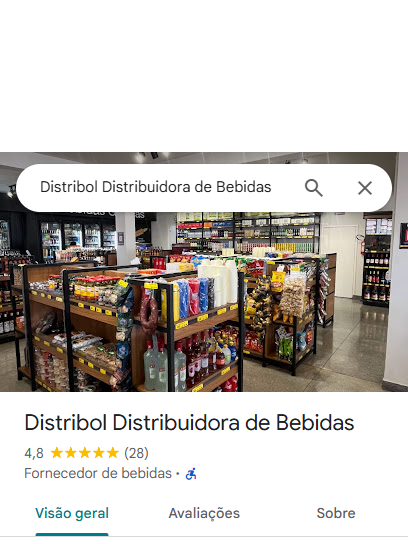 Distribol Distribuidora de Bebidas
Distribol Distribuidora de Bebidas
4,8 (28)
Fornecedor de bebidas ·
Visão geral
Avaliações
Sobre